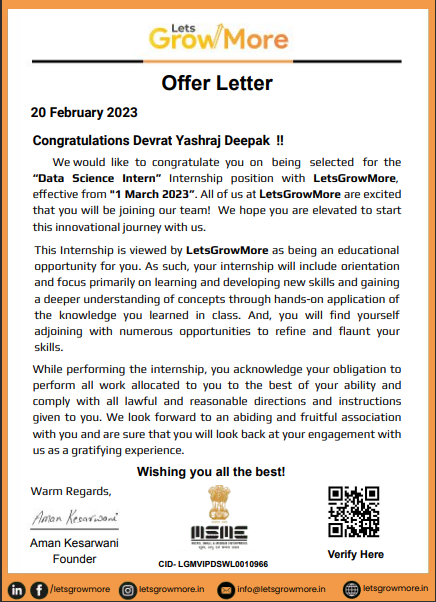 Lets
GrowMore
Offer Letter
20 February 2023
Congratulations Devrat Yashraj Deepak !!
We would like to congratulate you on being selected for the
“Data Science Intern” Internship position with LetsGrowMore,
effective from "1 March 2023”. All of us at LetsGrowMore are excited
that you will be joining our team! We hope you are elevated to start
this innovational journey with us.
This Internship is viewed by LetsGrowMore as being an educational
opportunity for you. As such, your internship will include orientation
and focus primarily on learning and developing new skills and gaining
a deeper understanding of concepts through hands-on application of
the knowledge you learned in class. And, you will find yourself
adjoining with numerous opportunities to refine and flaunt your
skills.
While performing the internship, you acknowledge your obligation to
perform all work allocated to you to the best of your ability and
comply with all lawful and reasonable directions and instructions
given to you. We look forward to an abiding and fruitful association
with you and are sure that you will look back at your engagement with
us as a gratifying experience.
Wishing you all the best!
Warm Regards,
Aman Kesarwani
Aman Kesarwani
Founder
MSME
CID- LGMVIPDSWL0010966
Verify Here
/letsgrowmore
@letsgrowmore.in
info@letsgrowmore.in
letsgrowmore.in